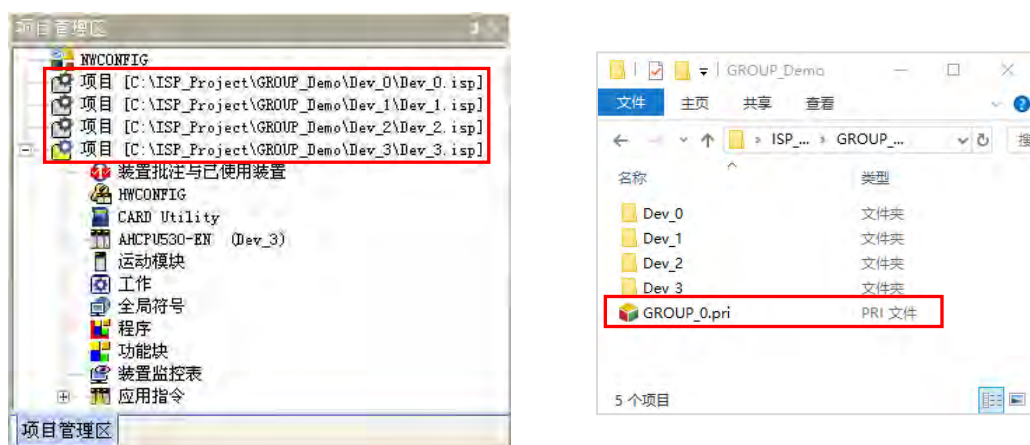 项目管理区
NWCONFIG
项目 [C:\ISP_Project\GROUP_Demo\Dev_0\Dev_0.isp]
项目 [C:\ISP_Project\GROUP_Demo\Dev_1\Dev_1.isp]
项目 [C:\ISP_Project\GROUP_Demo\Dev_2\Dev_2.isp]
项目 [C:\ISP_Project\GROUP_Demo\Dev_3\Dev_3.isp]
装置批注与已使用装置
HWCONFIG
CARD Utility
AHCPU530-EN (Dev_3)
运动模块
工作
全局符号
程序
功能块
装置监控表
应用指令
项目管理区
GROUP_Demo
文件 主页 共享 查看
ISP_... GROUP_...
名称 类型
Dev_0 文件夹
Dev_1 文件夹
Dev_2 文件夹
Dev_3 文件夹
GROUP_0.pri PRI 文件
5 个项目